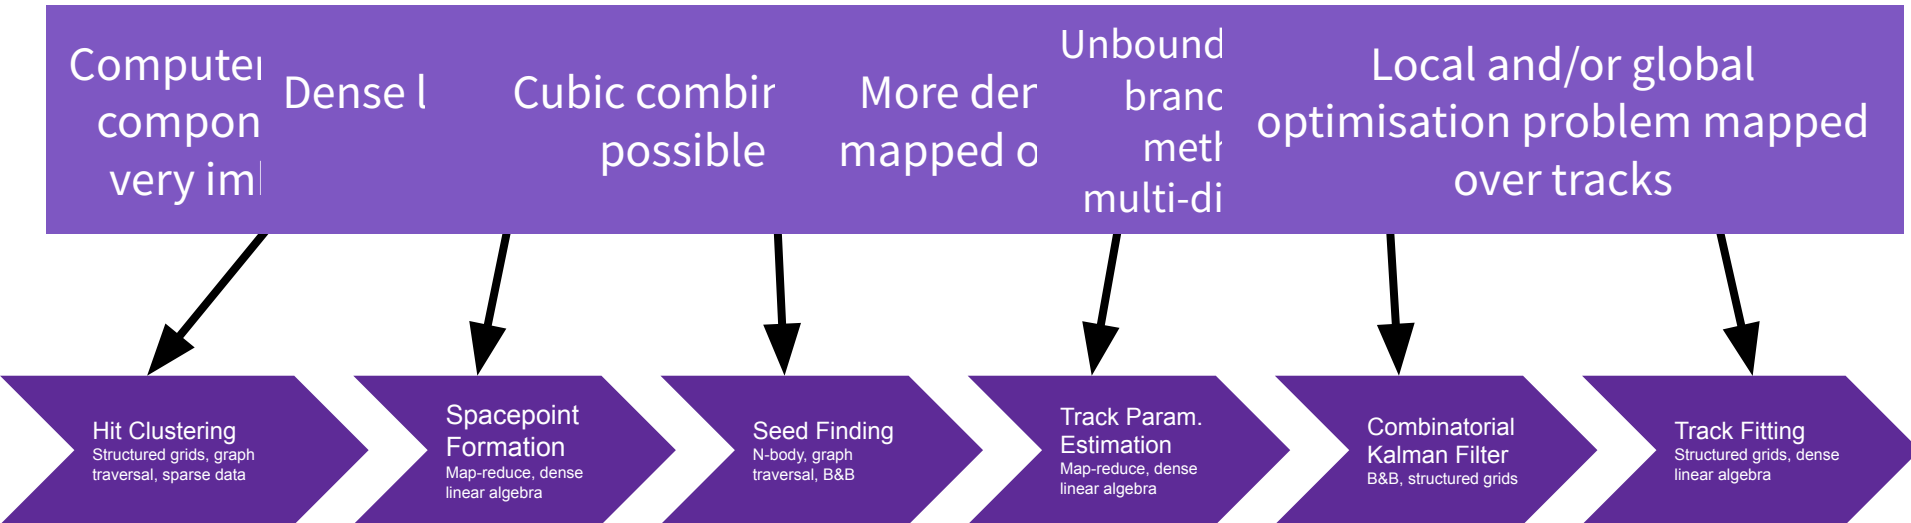 Computer
compon
very im
Dense l
Cubic combin
possible
More den
mapped o
Unbound
branc
meth
multi-di
Local and/or global
optimisation problem mapped
over tracks
Hit Clustering
Structured grids, graph
traversal, sparse data
Spacepoint
Formation
Map-reduce, dense
linear algebra
Seed Finding
N-body, graph
traversal, B&B
Track Param.
Estimation
Map-reduce, dense
linear algebra
Combinatorial
Kalman Filter
B&B, structured grids
Track Fitting
Structured grids, dense
linear algebra